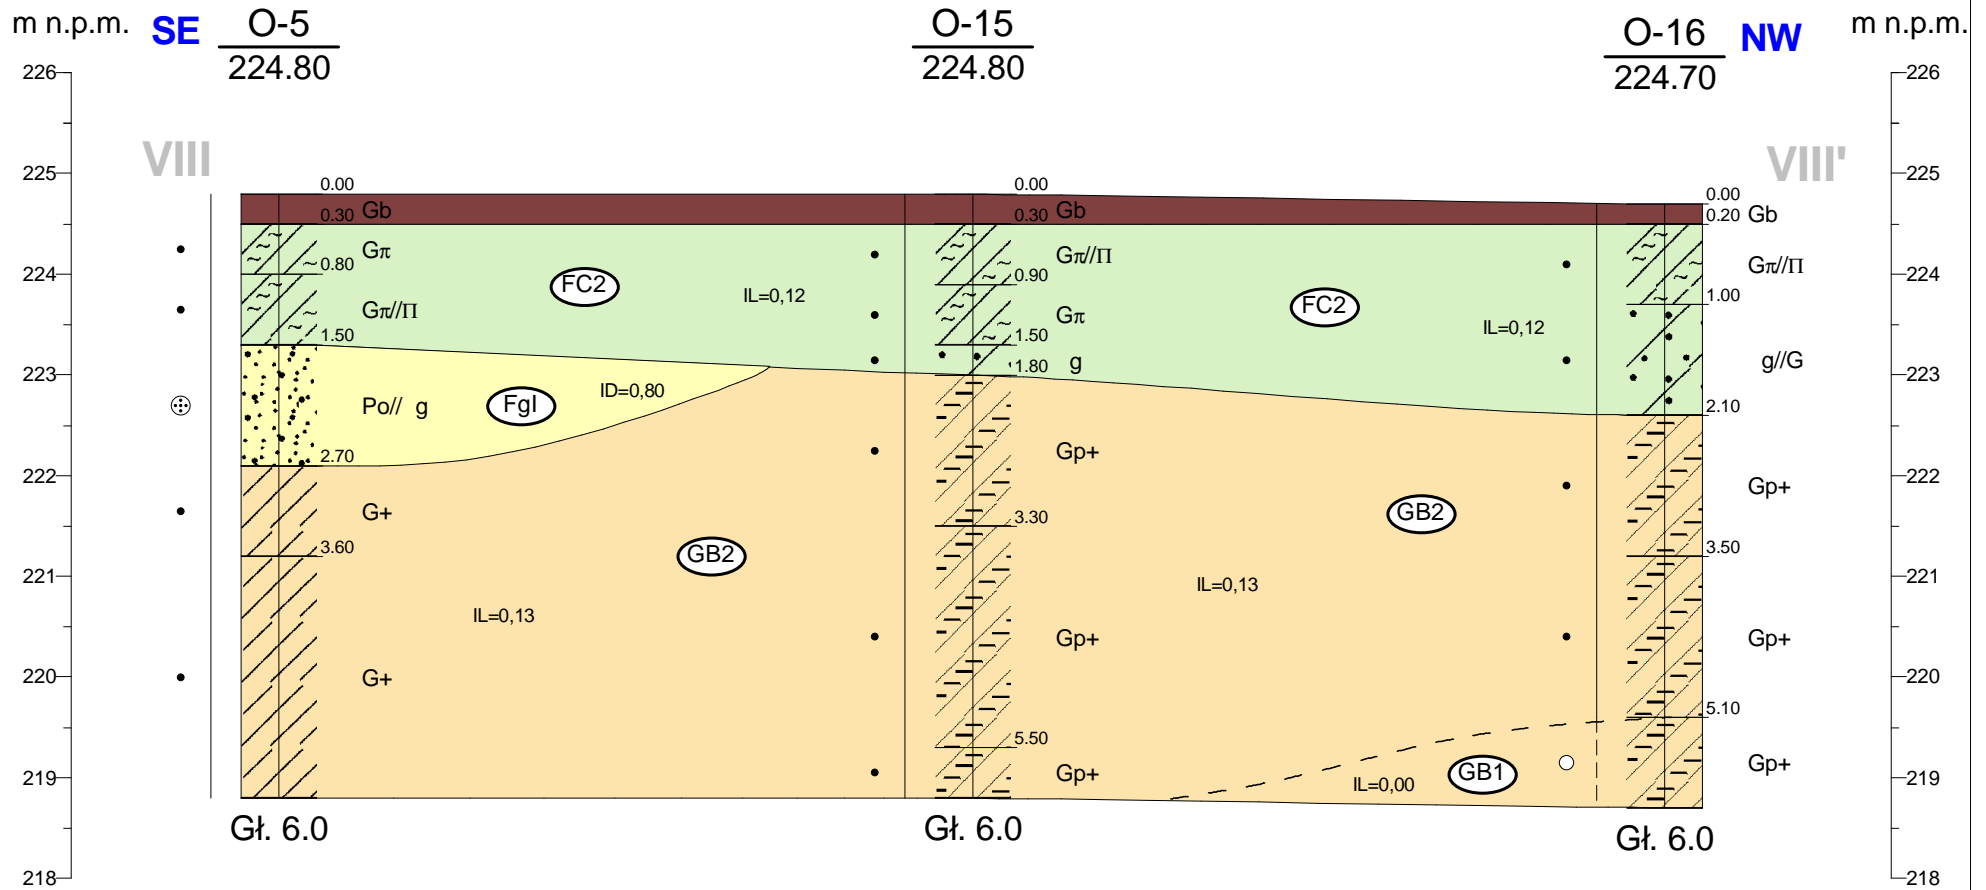 m n.p.m. SE O-5 O-15 O-16 NW m n.p.m.
224.80 224.80 224.70
226 226
VIII VIII'
225 225
0.00 0.00 0.00
0.30 Gb 0.30 Gb 0.20 Gb
Gπ Gπ//Π Gπ//Π
224 0.80 0.90 224
FC2 IL=0,12 FC2 1.00
Gπ//Π Gπ IL=0,12
1.50 1.50
223 1.80 g g//G 223
ID=0,80
Po// g FgI 2.10
2.70 Gp+
222 Gp+ 222
G+ 3.30 GB2
3.60 GB2 3.50
221 IL=0,13 221
IL=0,13 Gp+ Gp+
220 G+ 220
5.10
5.50
219 Gp+ GB1 Gp+ 219
IL=0,00
Gł. 6.0 Gł. 6.0 Gł. 6.0
218 218